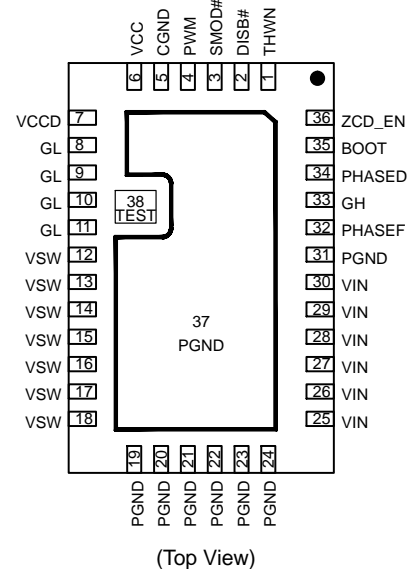 VCC CGND PWM SMOD# DISB# THWN
6 5 4 3 2 1
VCCD 7 36 ZCD_EN
GL 8 35 BOOT
GL 9 34 PHASED
GL 10 33 GH
GL 11 32 PHASEF
VSW 12 31 PGND
VSW 13 30 VIN
VSW 14 29 VIN
VSW 15 28 VIN
VSW 16 27 VIN
VSW 17 26 VIN
VSW 18 25 VIN
38
TEST
37
PGND
19 20 21 22 23 24
PGND PGND PGND PGND PGND PGND
(Top View)